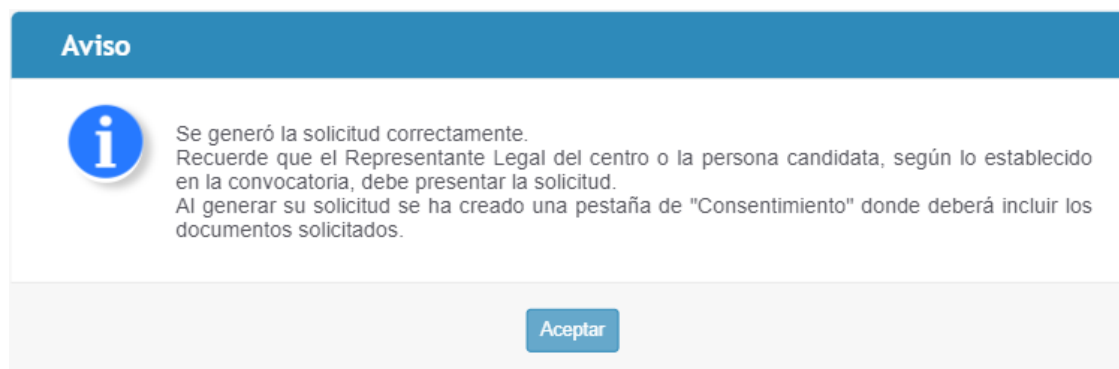 Aviso
Se generó la solicitud correctamente.
Recuerde que el Representante Legal del centro o la persona candidata, según lo establecido
en la convocatoria, debe presentar la solicitud.
Al generar su solicitud se ha creado una pestaña de "Consentimiento" donde deberá incluir los
documentos solicitados.
Aceptar